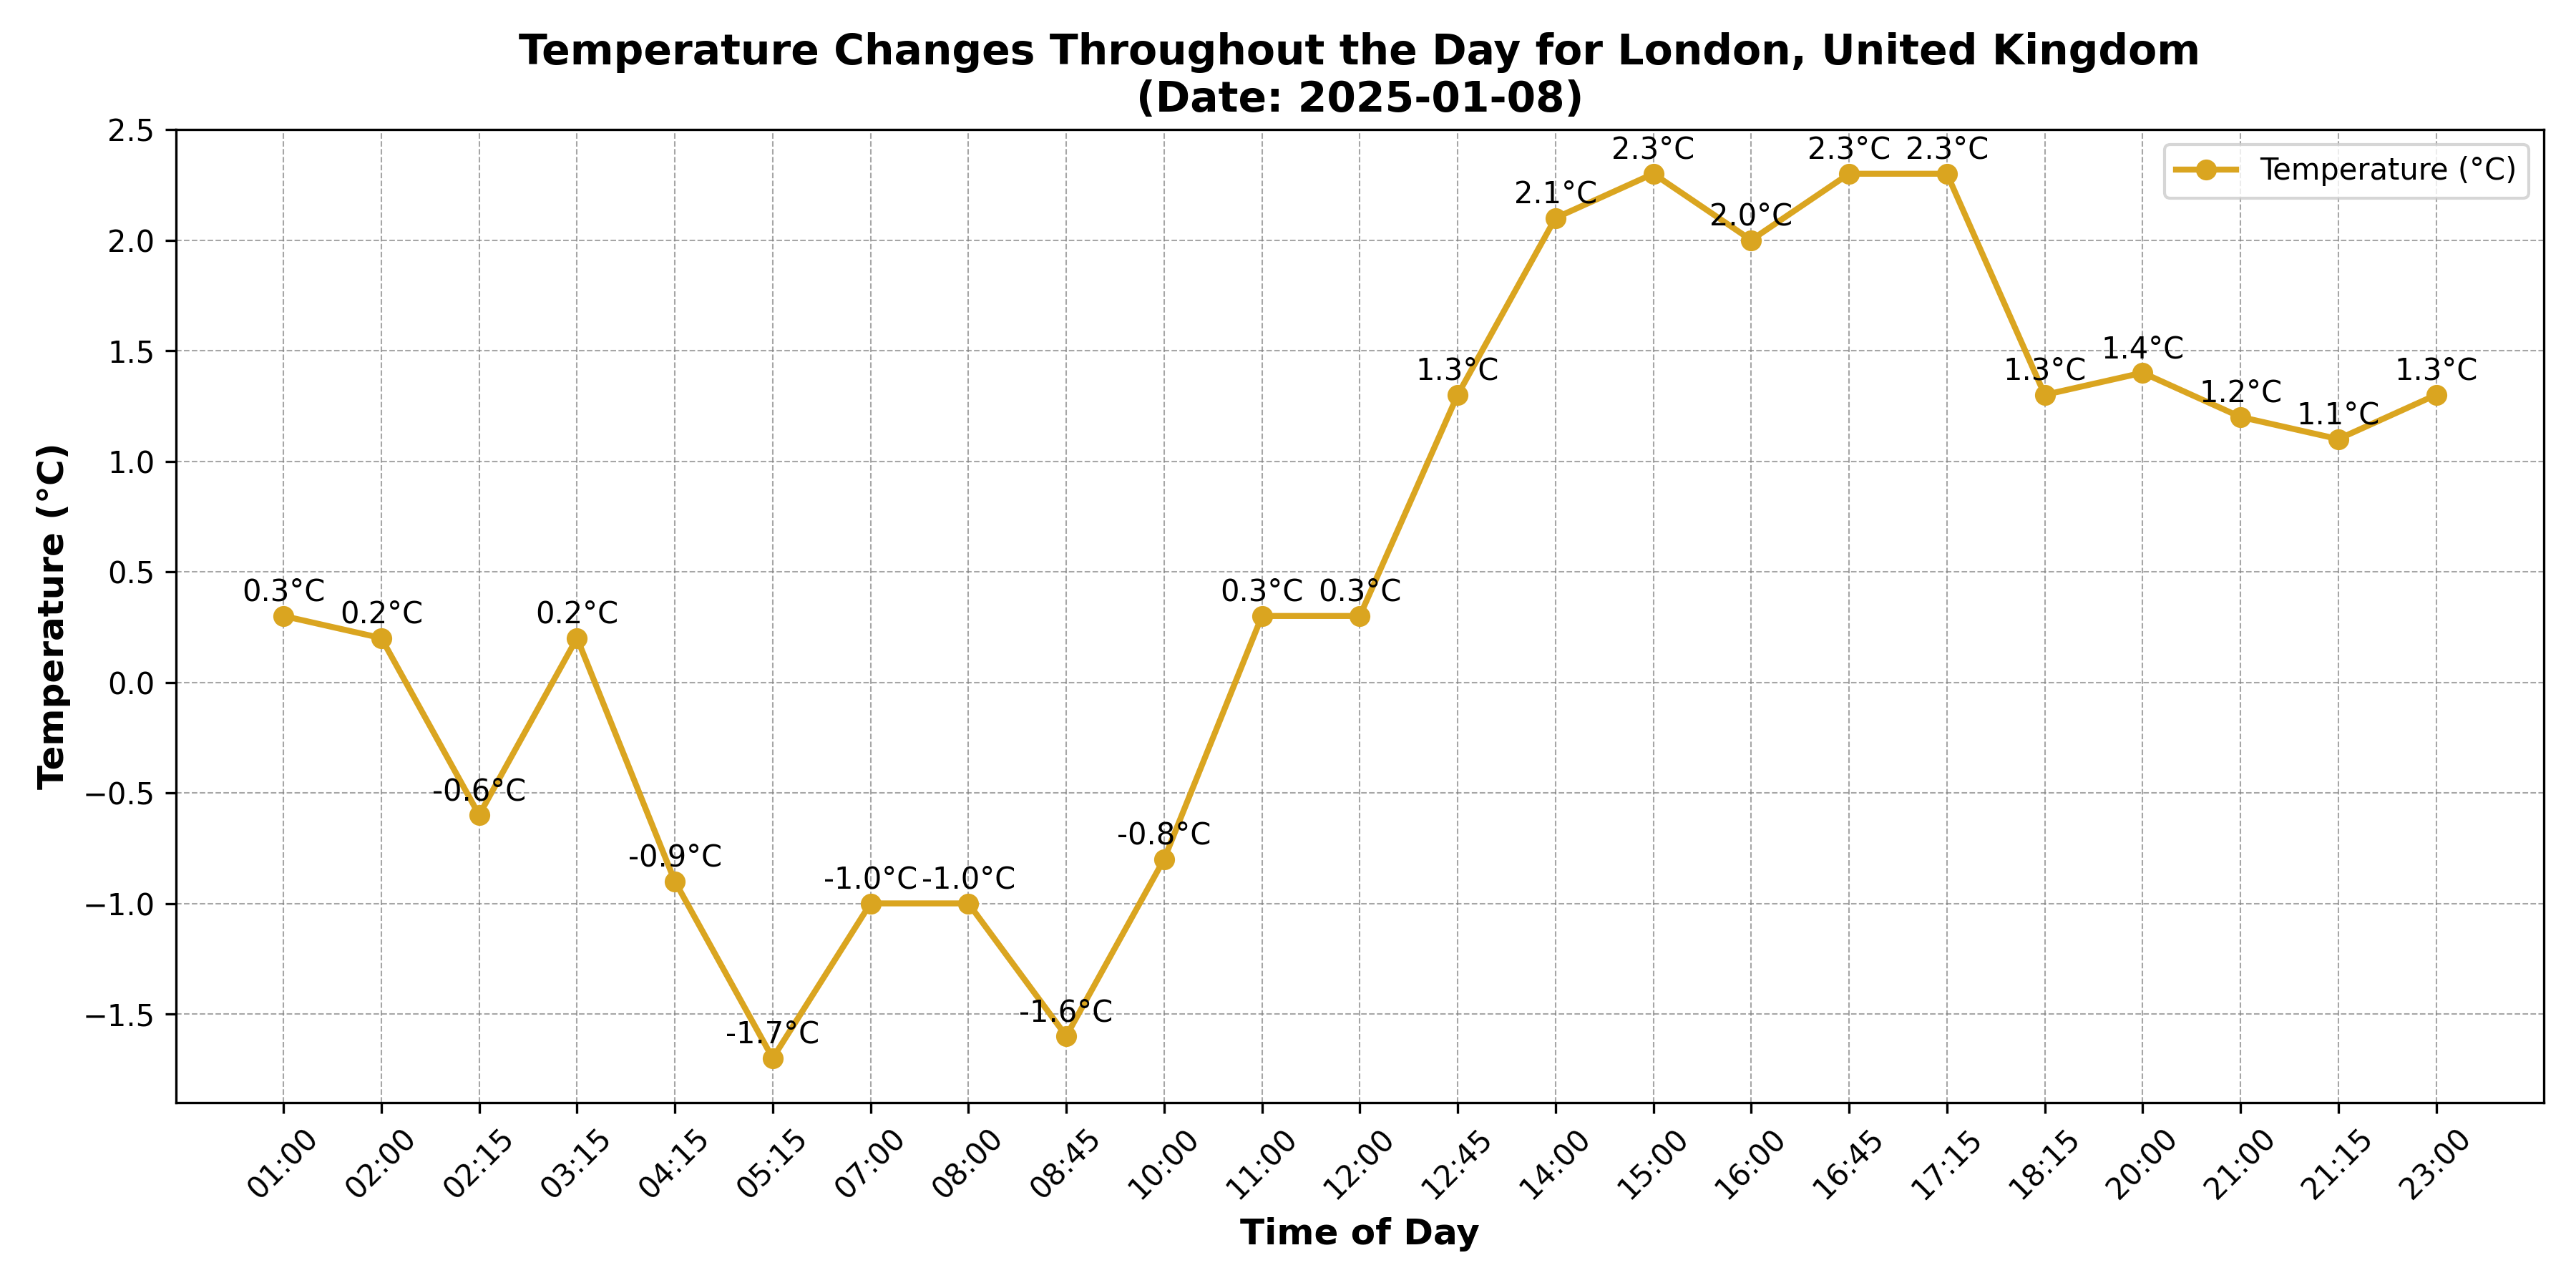 Temperature Changes Throughout the Day for London, United Kingdom
(Date: 2025-01-08)
Temperature (°C)
2.5
2.0
1.5
1.0
0.5
0.0
−0.5
−1.0
−1.5
Temperature (°C)
0.3°C
0.2°C
-0.6°C
0.2°C
-0.9°C
-1.7°C
-1.0°C
-1.0°C
-1.6°C
-0.8°C
0.3°C
0.3°C
1.3°C
2.1°C
2.3°C
2.0°C
2.3°C
2.3°C
1.3°C
1.4°C
1.2°C
1.1°C
1.3°C
01:00
02:00
02:15
03:15
04:15
05:15
07:00
08:00
08:45
10:00
11:00
12:00
12:45
14:00
15:00
16:00
16:45
17:15
18:15
20:00
21:00
21:15
23:00
Time of Day